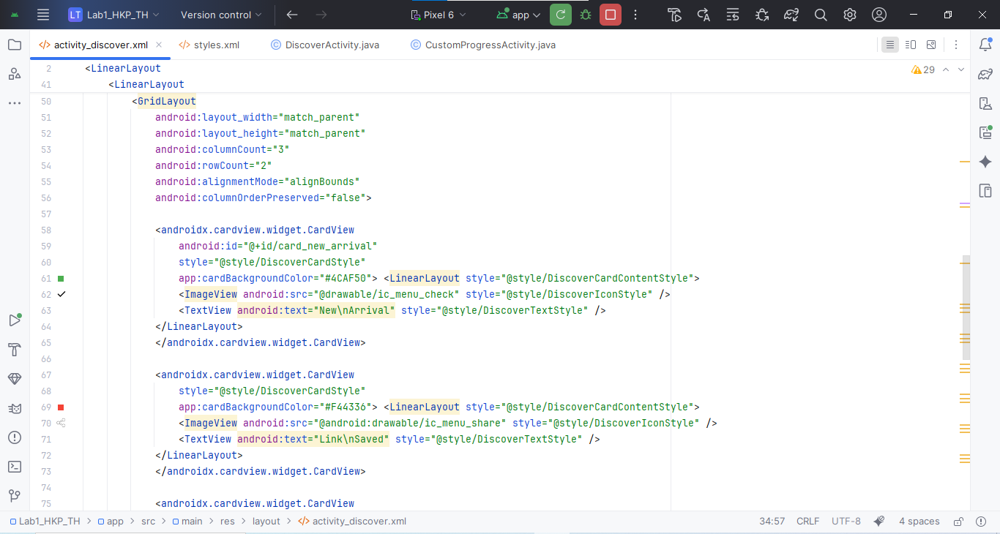 LT Lab1_HKP_TH Version control Pixel 6 app
activity_discover.xml styles.xml DiscoverActivity.java CustomProgressActivity.java
2 <LinearLayout 29
41 <LinearLayout
50 <GridLayout
51 android:layout_width="match_parent"
52 android:layout_height="match_parent"
53 android:columnCount="3"
54 android:rowCount="2"
55 android:alignmentMode="alignBounds"
56 android:columnOrderPreserved="false">
57
58 <androidx.cardview.widget.CardView
59 android:id="@+id/card_new_arrival"
60 style="@style/DiscoverCardStyle"
61 app:cardBackgroundColor="#4CAF50"> <LinearLayout style="@style/DiscoverCardContentStyle">
62 <ImageView android:src="@drawable/ic_menu_check" style="@style/DiscoverIconStyle" />
63 <TextView android:text="New\nArrival" style="@style/DiscoverTextStyle" />
64 </LinearLayout>
65 </androidx.cardview.widget.CardView>
66
67 <androidx.cardview.widget.CardView
68 style="@style/DiscoverCardStyle"
69 app:cardBackgroundColor="#F44336"> <LinearLayout style="@style/DiscoverCardContentStyle">
70 <ImageView android:src="@android:drawable/ic_menu_share" style="@style/DiscoverIconStyle" />
71 <TextView android:text="Link\nSaved" style="@style/DiscoverTextStyle" />
72 </LinearLayout>
73 </androidx.cardview.widget.CardView>
74
75 <androidx.cardview.widget.CardView
Lab1_HKP_TH > app > src > main > res > layout > activity_discover.xml 34:57 CRLF UTF-8 4 spaces